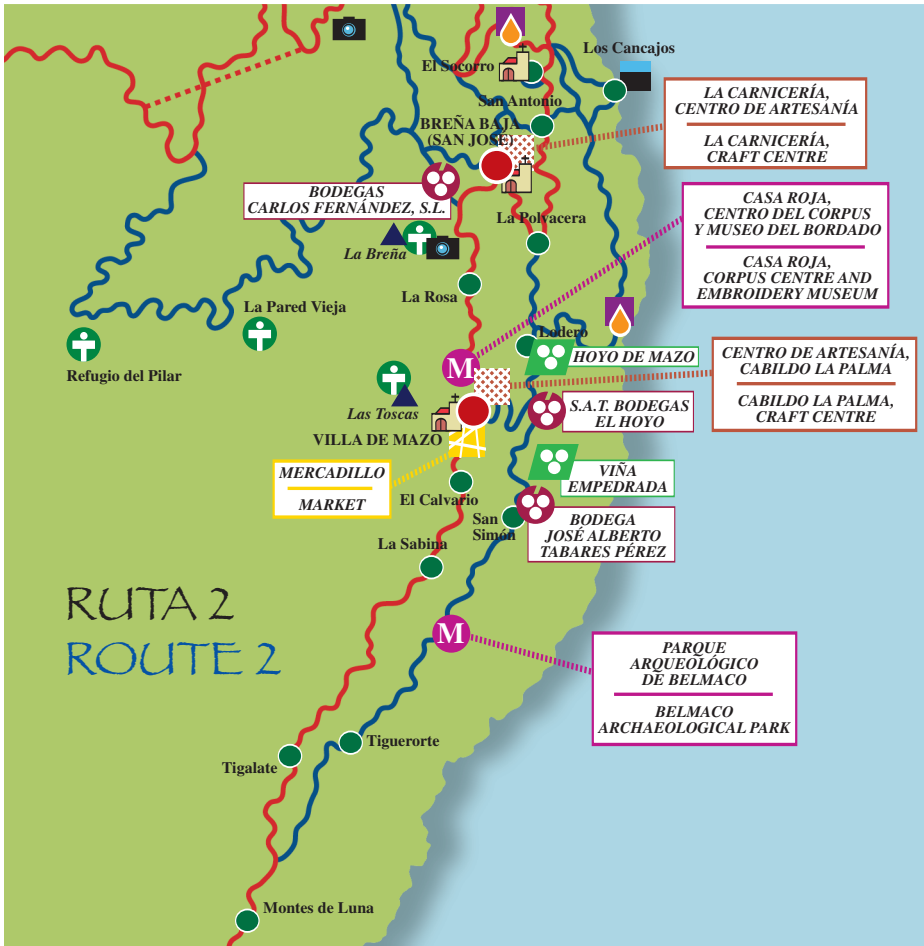 Los Cancajos
El Socorro
San Antonio
BREÑA BAJA
(SAN JOSÉ)
LA CARNICERÍA,
CENTRO DE ARTESANÍA
LA CARNICERÍA,
CRAFT CENTRE
BODEGAS
CARLOS FERNÁNDEZ, S.L.
CASA ROJA,
CENTRO DEL CORPUS
Y MUSEO DEL BORDADO
CASA ROJA,
CORPUS CENTRE AND
EMBROIDERY MUSEUM
La Polvacera
La Breña
La Rosa
La Pared Vieja
Refugio del Pilar
Lodero
M
HOYO DE MAZO
CENTRO DE ARTESANÍA,
CABILDO LA PALMA
CABILDO LA PALMA,
CRAFT CENTRE
Las Toscas
S.A.T. BODEGAS
EL HOYO
VILLA DE MAZO
MERCADILLO
MARKET
VIÑA
EMPEDRADA
El Calvario
San
Simón
BODEGA
JOSÉ ALBERTO
TABARES PÉREZ
La Sabina
RUTA 2
ROUTE 2
M
PARQUE
ARQUEOLÓGICO
DE BELMACO
BELMACO
ARCHAEOLOGICAL PARK
Tiguerorte
Tigalate
Montes de Luna